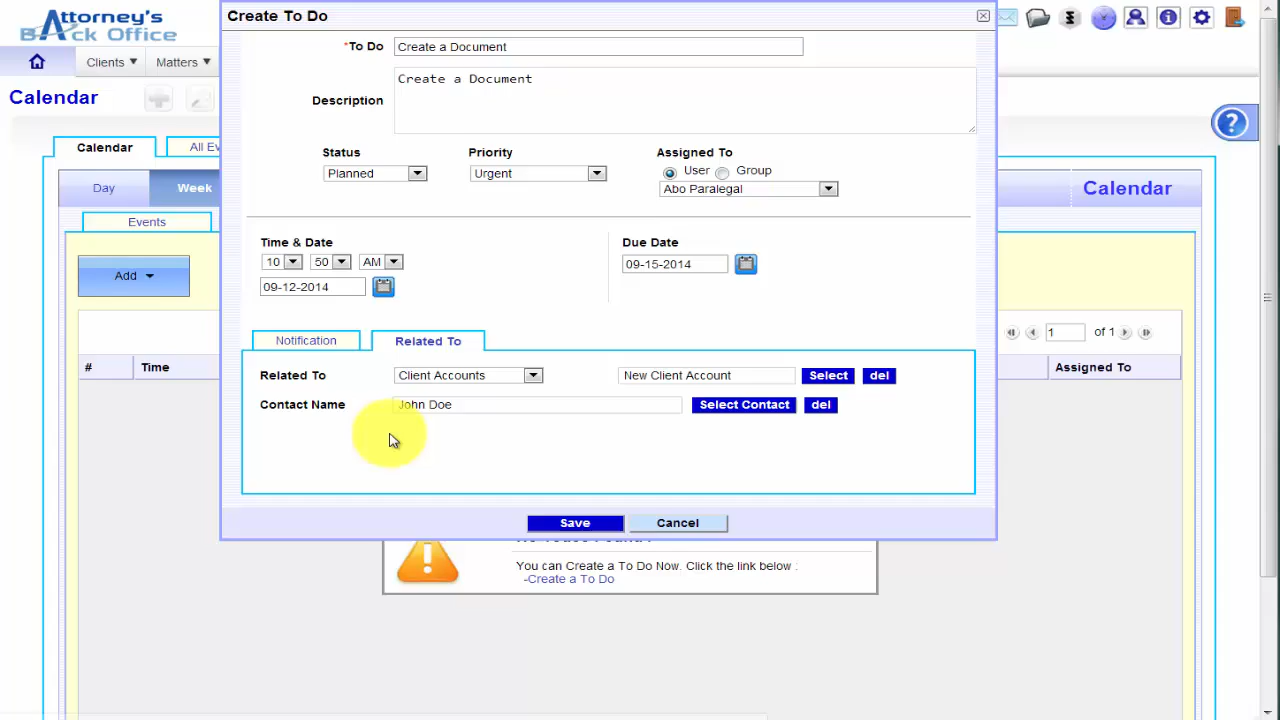 Attorney's
BAck Office
Create To Do
Clients
Matters
Calendar
*To Do
Create a Document
Description
Create a Document
Status
Priority
Assigned To
Planned
Urgent
User
Group
Abo Paralegal
Calendar
All Ev
Day
Week
Calendar
Events
Add
Time & Date
Due Date
10
50
AM
09-15-2014
09-12-2014
Notification
Related To
1
of 1
#
Time
Assigned To
Related To
Client Accounts
New Client Account
Select
del
Contact Name
John Doe
Select Contact
del
Save
Cancel
You can Create a To Do Now. Click the link below :
-Create a To Do